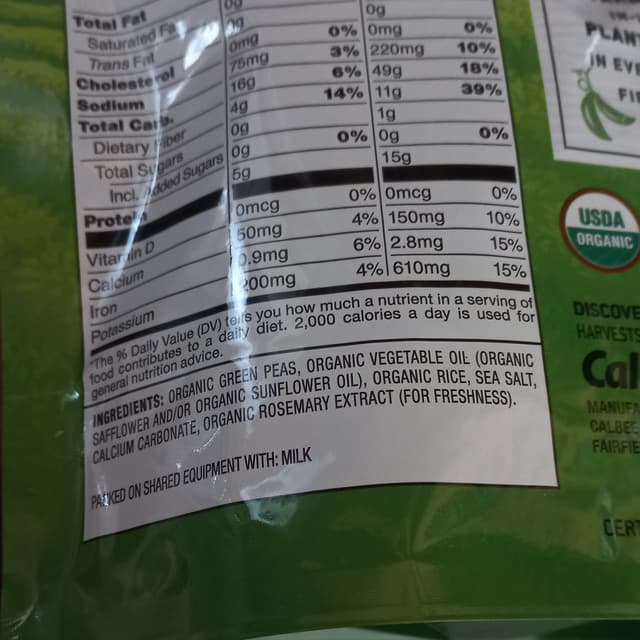 0g 0g
Total Fat 0g 0% 0mg 0%
Saturated Fa 0mg 3% 220mg 10%
Trans Fat 75mg 6% 49g 18%
Cholesterol 16g 14% 11g 39%
Sodium 4g 1g
Total Carb. 0g 0% 0g 0%
Dietary Fiber 0g 15g
Total Sugars 5g
Incl. Added Sugars
Protein 0mcg 0% 0mcg 0%
50mg 4% 150mg 10%
Vitamin D 0.9mg 6% 2.8mg 15%
Calcium 200mg 4% 610mg 15%
Iron
Potassium
*The % Daily Value (DV) tells you how much a nutrient in a serving of
food contributes to a daily diet. 2,000 calories a day is used for
general nutrition advice.
INGREDIENTS: ORGANIC GREEN PEAS, ORGANIC VEGETABLE OIL (ORGANIC
SAFFLOWER AND/OR ORGANIC SUNFLOWER OIL), ORGANIC RICE, SEA SALT,
CALCIUM CARBONATE, ORGANIC ROSEMARY EXTRACT (FOR FRESHNESS).
PACKED ON SHARED EQUIPMENT WITH: MILK
PLAN
IN EVE
FI
USDA
ORGANIC
DISCOVE
HARVESTS
Cal
MANUFA
CALBEE
FAIRFIE
CERT